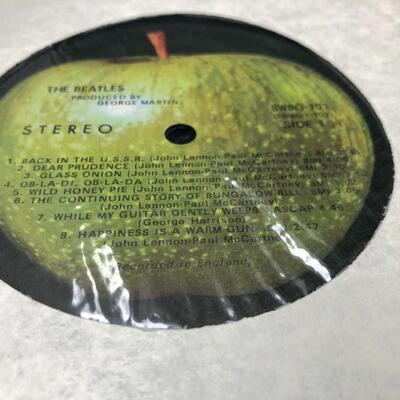 THE BEATLES
PRODUCED BY
GEORGE MARTIN
SWBO-101
STEREO
SIDE 1
1. BACK IN THE U.S.S.R. (John Lennon-Paul McCartney)
2. DEAR PRUDENCE (John Lennon-Paul McCartney) BMI
3. GLASS ONION (John Lennon-Paul McCartney) BMI
4. OB-LA-DI, OB-LA-DA (John Lennon-Paul McCartney) BMI
5. WILD HONEY PIE (John Lennon-Paul McCartney) BMI
6. THE CONTINUING STORY OF BUNGALOW BILL
(John Lennon-Paul McCartney)
7. WHILE MY GUITAR GENTLY WEEPS ASCAP 4:46
(George Harrison)
8. HAPPINESS IS A WARM GUN
(John Lennon-Paul McCartney)
Recorded in England